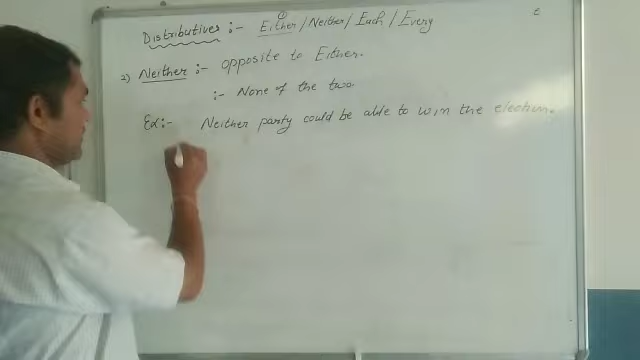 ①
Distributives :- Either / Neither / Each / Every
2) Neither :- opposite to Either.
:- None of the two.
Ex:- Neither party could be able to win the election.